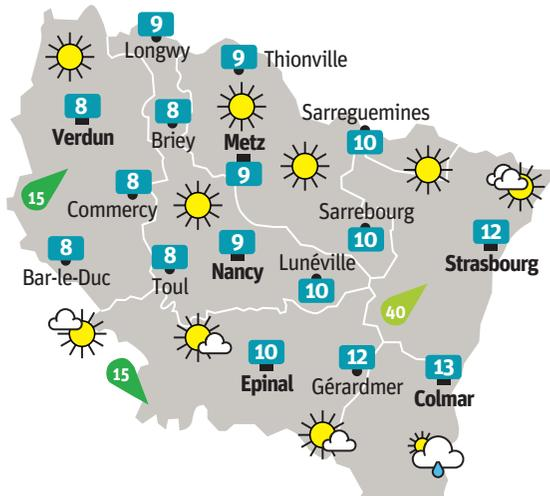 9
Longwy
9
Thionville
8
Verdun
8
Briey
Metz
9
Sarreguemines
10
15
8
Commercy
Sarrebourg
10
12
Strasbourg
8
Bar-le-Duc
8
Toul
9
Nancy
Lunéville
10
40
15
10
Epinal
12
Gérardmer
13
Colmar